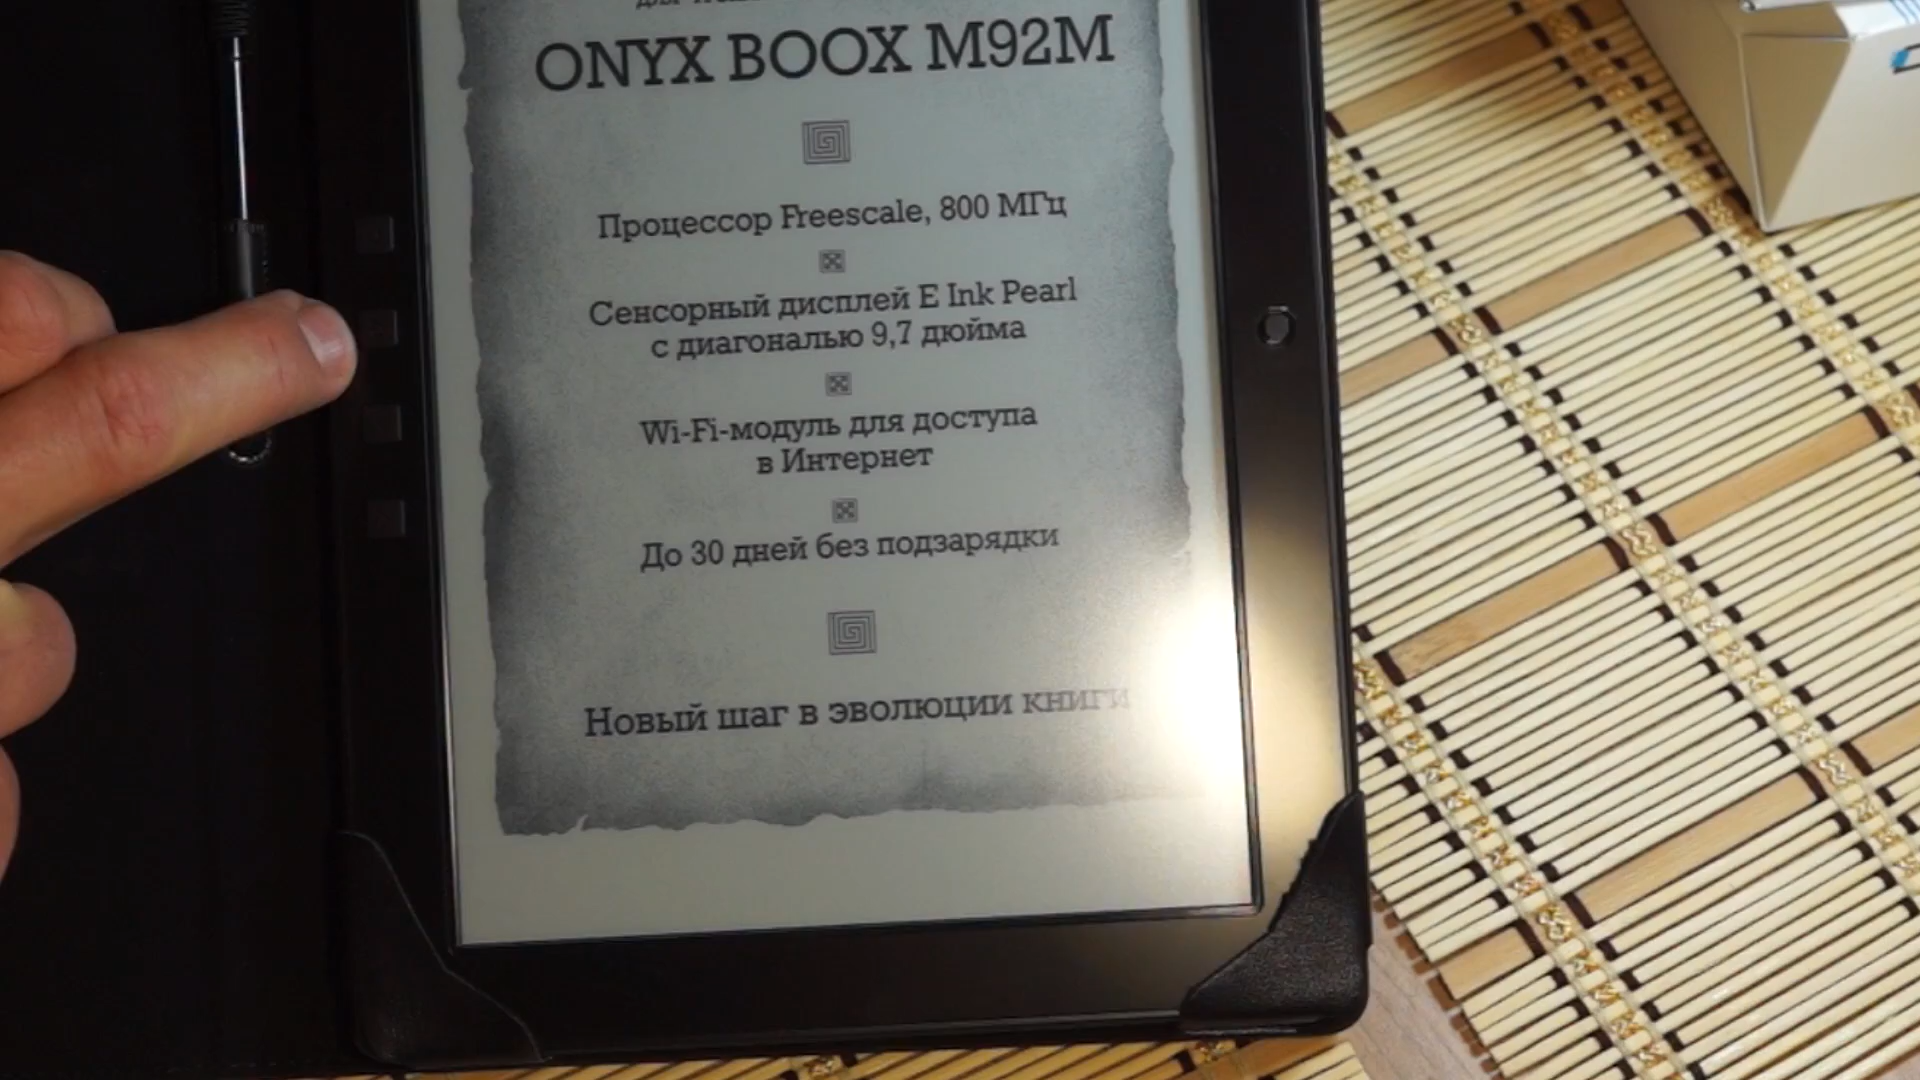 ONYX BOOX M92M
Процессор Freescale, 800 МГц
Сенсорный дисплей E Ink Pearl
с диагональю 9,7 дюйма
Wi-Fi-модуль для доступа
в Интернет
До 30 дней без подзарядки
Новый шаг в эволюции книги